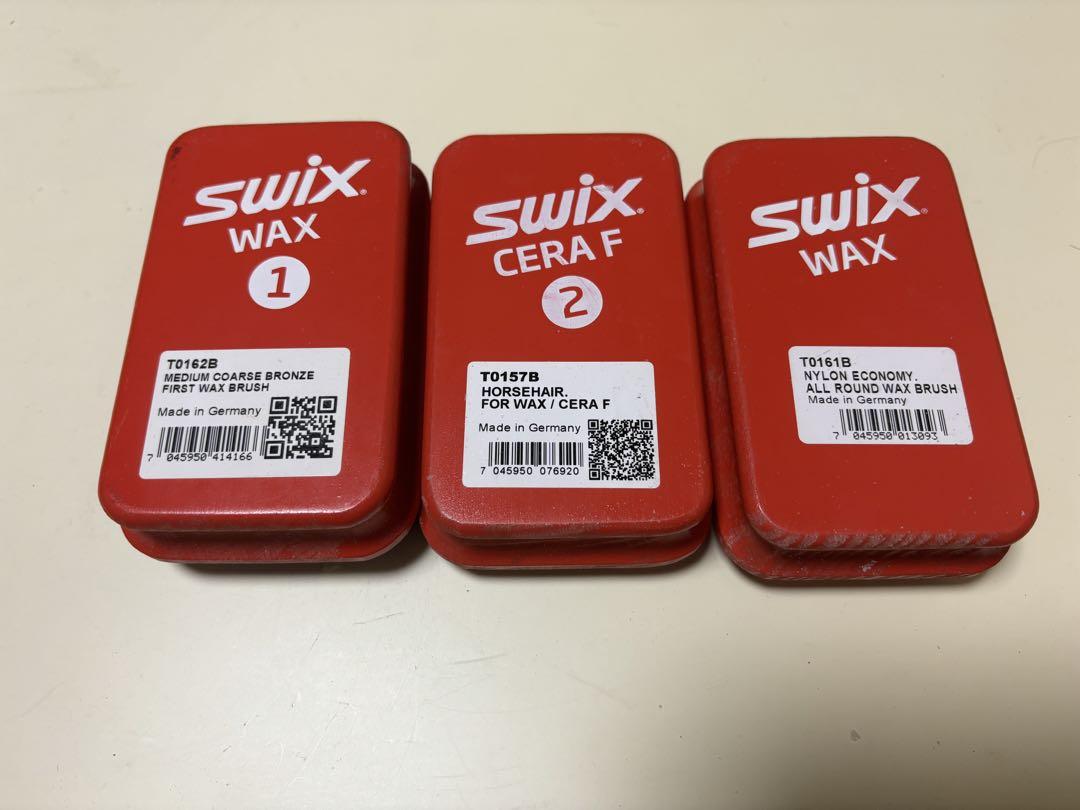 SWIX®
WAX
1
T0162B
MEDIUM COARSE BRONZE
FIRST WAX BRUSH
Made in Germany
7 045950 414166
SWIX®
CERA F
2
T0157B
HORSEHAIR.
FOR WAX / CERA F
Made in Germany
7 045950 076920
SWIX®
WAX
T0161B
NYLON ECONOMY.
ALL ROUND WAX BRUSH
Made in Germany
7 045950 013093